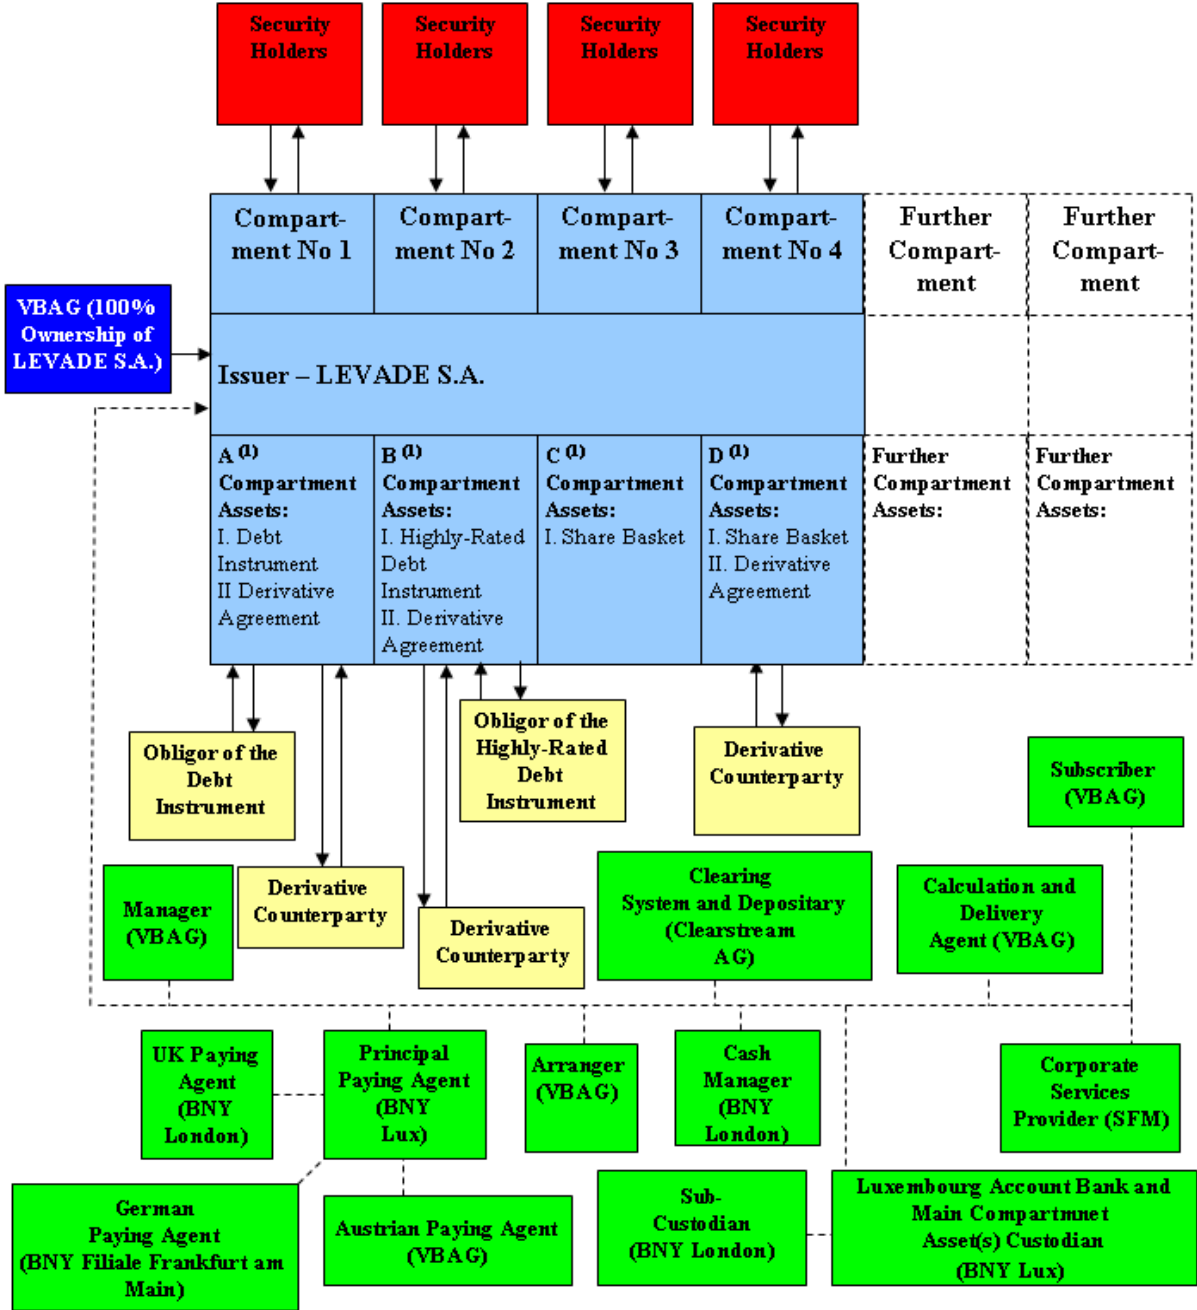 Security
Holders
Security
Holders
Security
Holders
Security
Holders
Compart-
ment No 1
Compart-
ment No 2
Compart-
ment No 3
Compart-
ment No 4
Further
Compart-
ment
Further
Compart-
ment
VBAG (100%
Ownership of
LEVADE S.A.)
Issuer – LEVADE S.A.
A (1)
Compartment
Assets:
I. Debt
Instrument
II Derivative
Agreement
B (1)
Compartment
Assets:
I. Highly-Rated
Debt
Instrument
II. Derivative
Agreement
C (1)
Compartment
Assets:
I. Share Basket
D (1)
Compartment
Assets:
I. Share Basket
II. Derivative
Agreement
Further
Compartment
Assets:
Further
Compartment
Assets:
Obligor of the
Debt
Instrument
Obligor of the
Highly-Rated
Debt
Instrument
Derivative
Counterparty
Subscriber
(VBAG)
Manager
(VBAG)
Derivative
Counterparty
Derivative
Counterparty
Clearing
System and Depositary
(Clearstream
AG)
Calculation and
Delivery
Agent (VBAG)
UK Paying
Agent
(BNY
London)
Principal
Paying Agent
(BNY
Lux)
Arranger
(VBAG)
Cash
Manager
(BNY
London)
Corporate
Services
Provider (SFM)
German
Paying Agent
(BNY Filiale Frankfurt am
Main)
Austrian Paying Agent
(VBAG)
Sub-
Custodian
(BNY London)
Luxembourg Account Bank and
Main Compartmnet
Asset(s) Custodian
(BNY Lux)